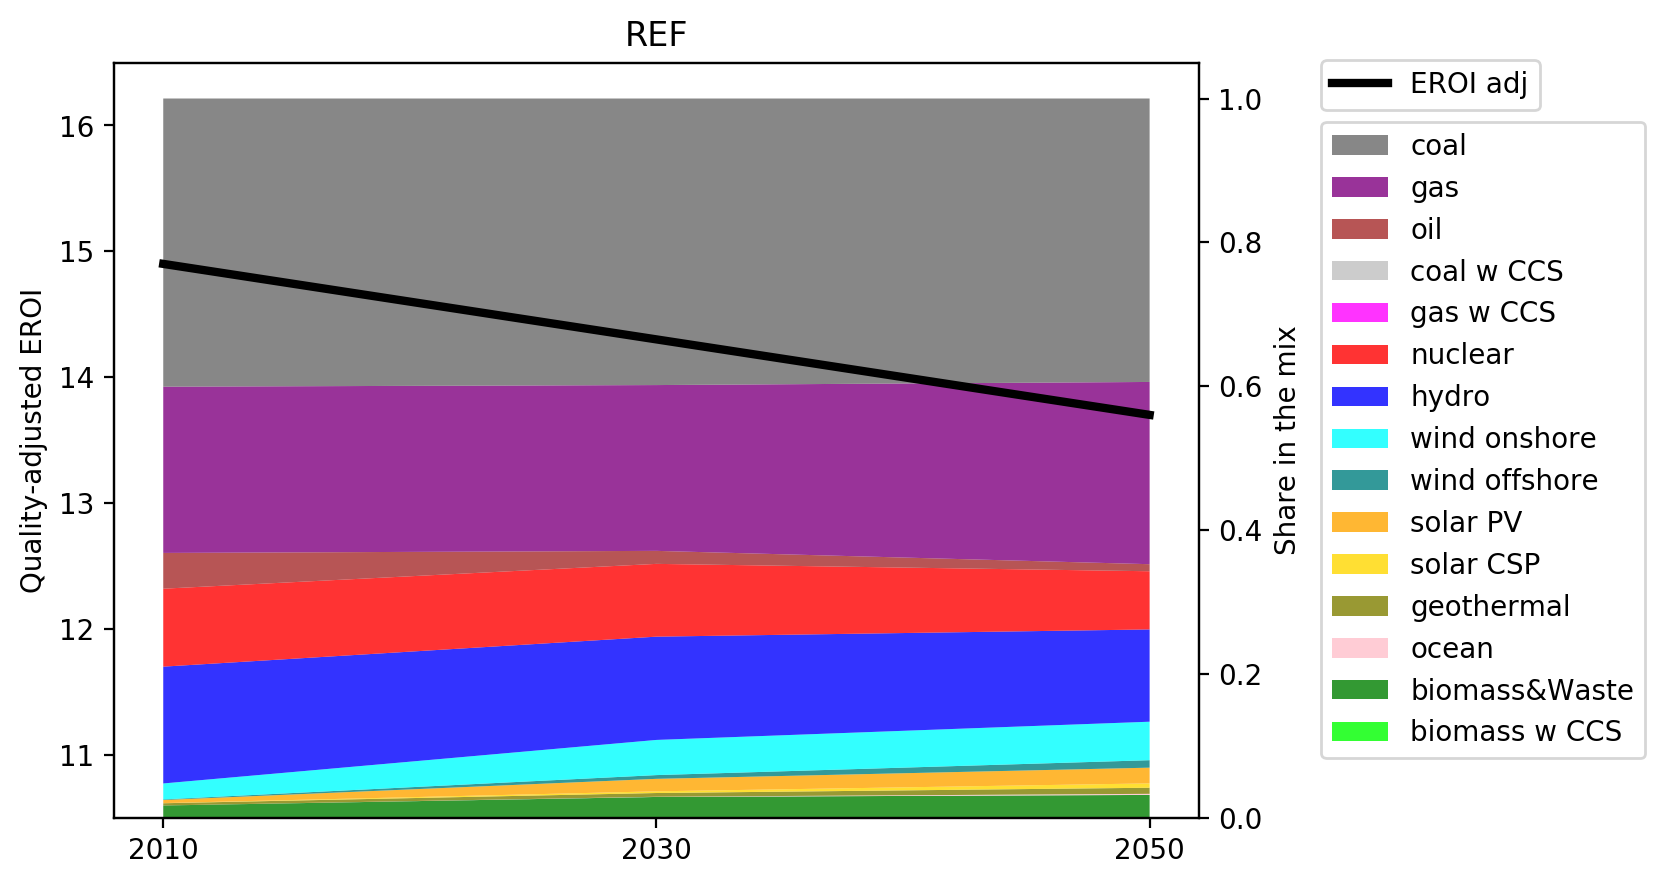 REF
Quality-adjusted EROI
16
15
14
13
12
11
2010
2030
2050
1.0
0.8
0.6
0.4
0.2
0.0
Share in the mix
EROI adj
coal
gas
oil
coal w CCS
gas w CCS
nuclear
hydro
wind onshore
wind offshore
solar PV
solar CSP
geothermal
ocean
biomass&Waste
biomass w CCS